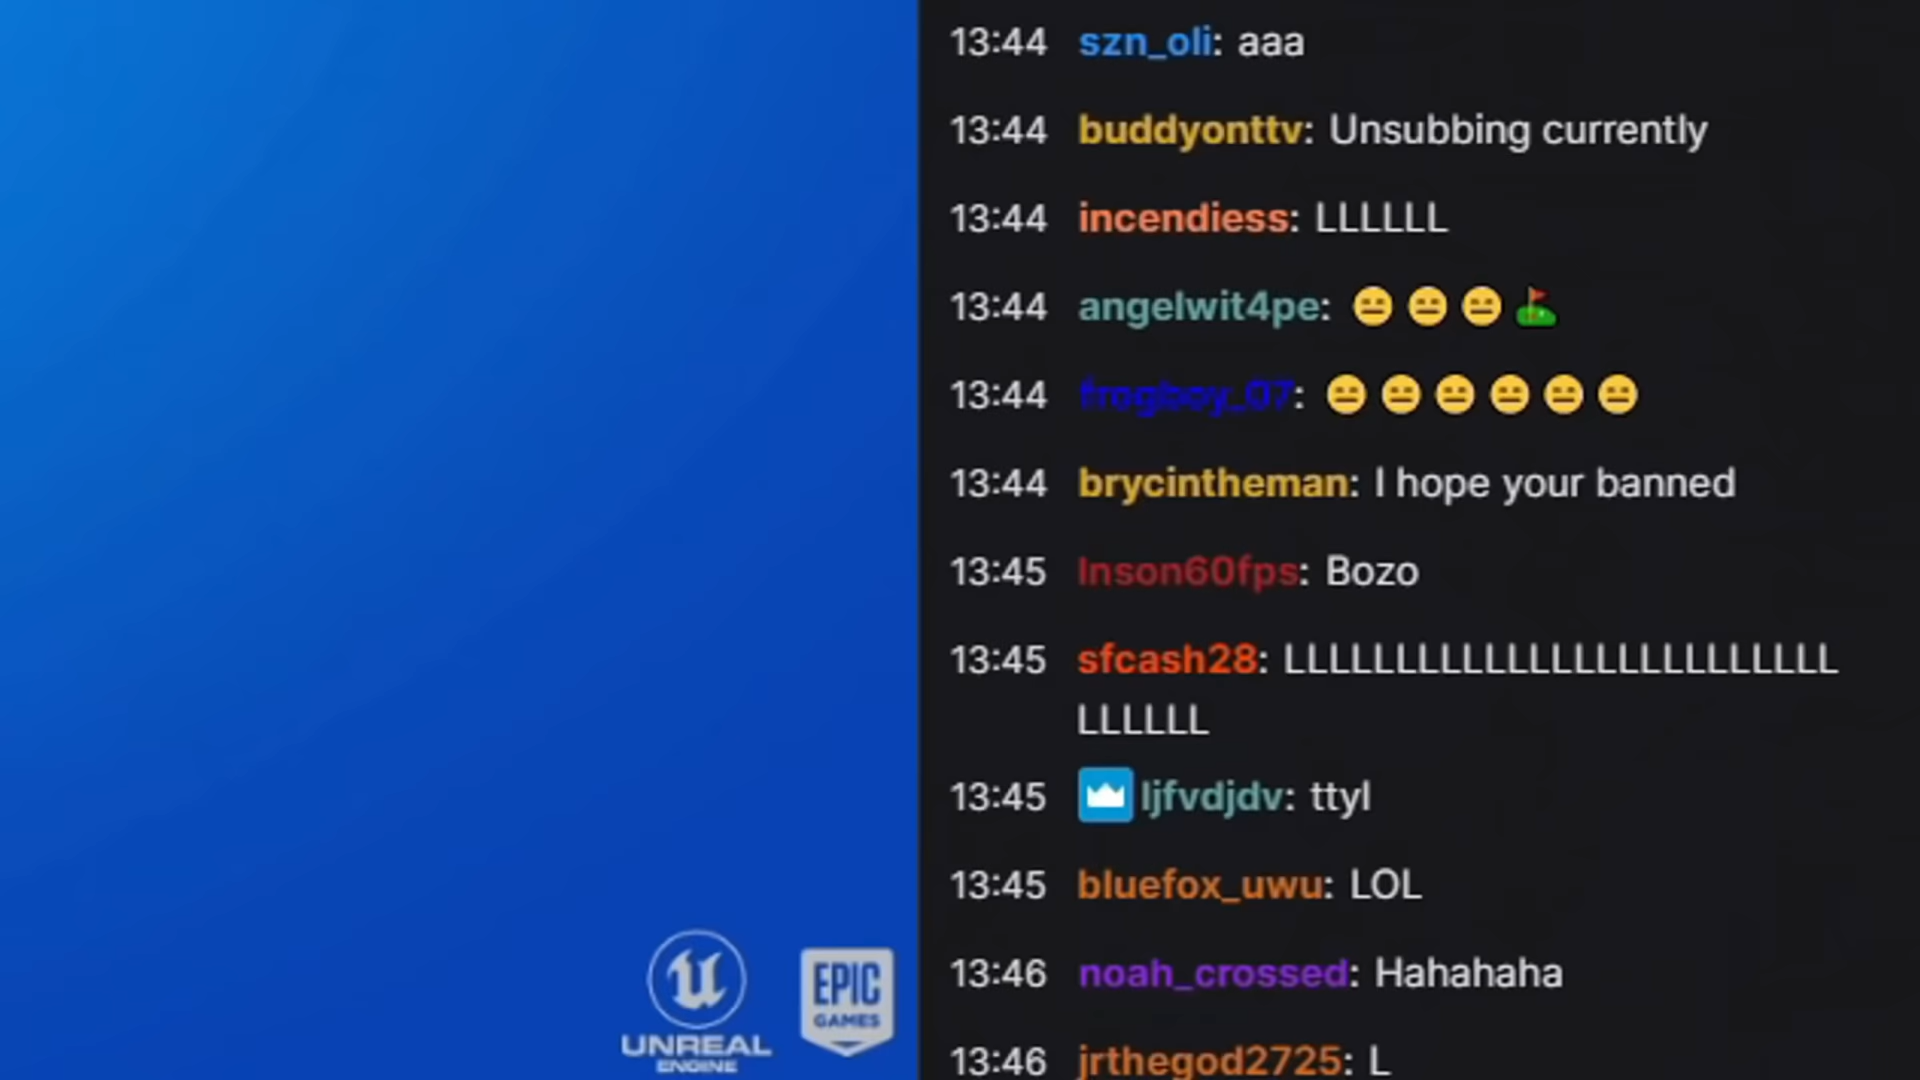 13:44 szn_oli: aaa
13:44 buddyonttv: Unsubbing currently
13:44 incendiess: LLLLLL
13:44 angelwit4pe: 😑 😑 😑 ⛳
13:44 frogboy_07: 😑 😑 😑 😑 😑 😑
13:44 brycintheman: I hope your banned
13:45 lnson60fps: Bozo
13:45 sfcash28: LLLLLLLLLLLLLLLLLLLLLLLLL
LLLLLL
13:45 ljfvdjdv: ttyl
13:45 bluefox_uwu: LOL
13:46 noah_crossed: Hahahaha
13:46 jrthegod2725: L
UNREAL
ENGINE
EPIC
GAMES